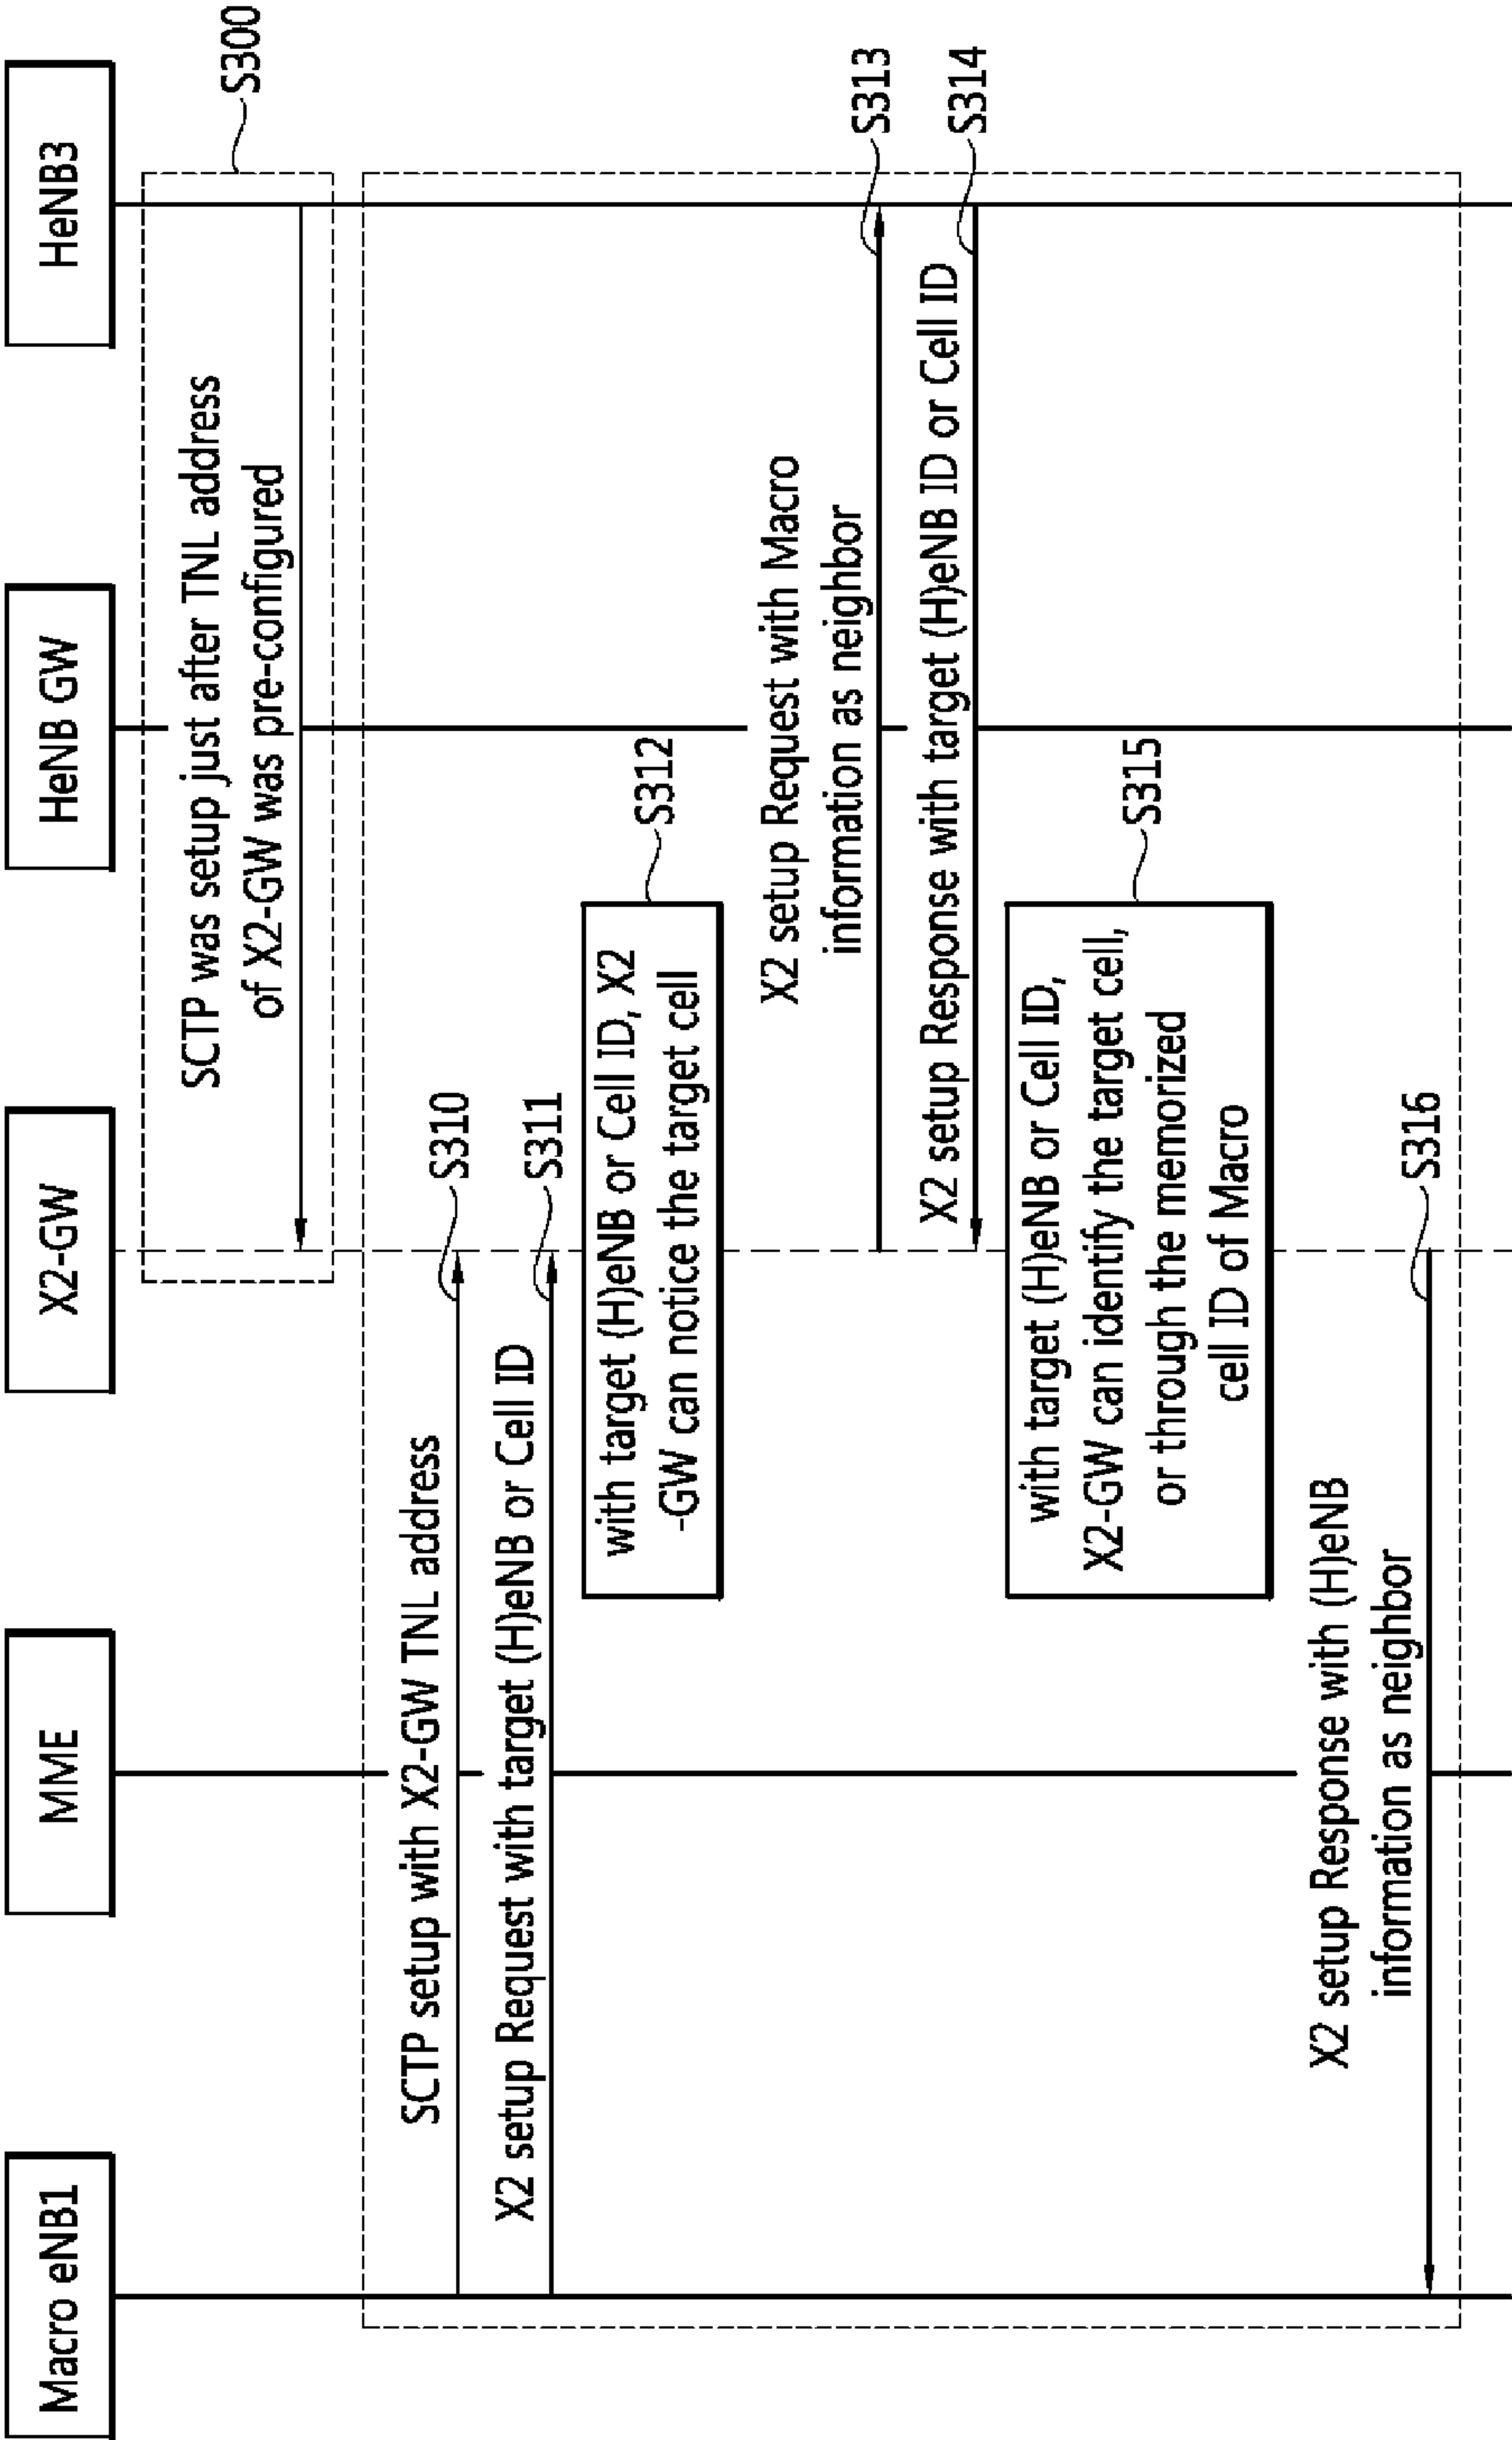 Macro eNB1
MME
X2-GW
HeNB GW
HeNB3
S300
SCTP was setup just after TNL address
of X2-GW was pre-configured
SCTP setup with X2-GW TNL address
S310
X2 setup Request with target (H)eNB or Cell ID
S311
with target (H)eNB or Cell ID, X2
-GW can notice the target cell
S312
X2 setup Request with Macro
information as neighbor
S313
X2 setup Response with target (H)eNB ID or Cell ID
S314
with target (H)eNB or Cell ID,
X2-GW can identify the target cell,
or through the memorized
cell ID of Macro
S315
X2 setup Response with (H)eNB
information as neighbor
S316